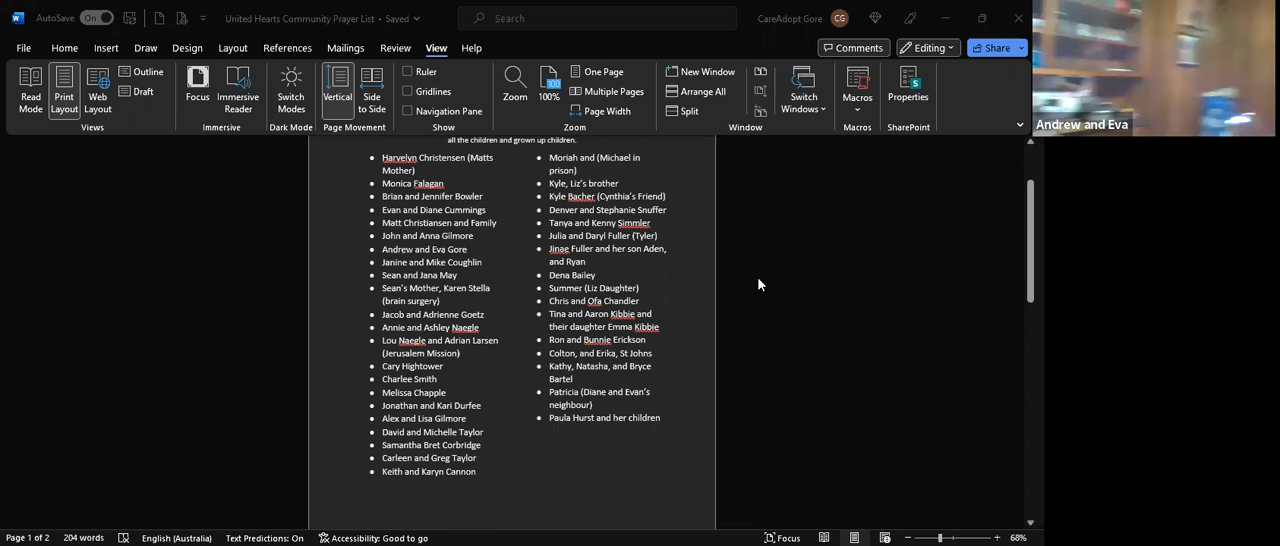 AutoSave On United Hearts Community Prayer List • Saved Search CareAdopt Gore CG
File Home Insert Draw Design Layout References Mailings Review View Help Comments Editing Share
Read Mode
Print Layout
Web Layout
Outline
Draft
Views
Focus
Immersive Reader
Immersive
Switch Modes
Dark Mode
Vertical
Side to Side
Page Movement
Ruler
Gridlines
Navigation Pane
Show
Zoom
100
100%
One Page
Multiple Pages
Page Width
Zoom
New Window
Arrange All
Split
Switch Windows
Window
Macros
Macros
Properties
SharePoint
Andrew and Eva
all the children and grown up children.
• Harvelyn Christensen (Matts
Mother)
• Monica Falagan
• Brian and Jennifer Bowler
• Evan and Diane Cummings
• Matt Christiansen and Family
• John and Anna Gilmore
• Andrew and Eva Gore
• Janine and Mike Coughlin
• Sean and Jana May
• Sean's Mother, Karen Stella
(brain surgery)
• Jacob and Adrienne Goetz
• Annie and Ashley Naegle
• Lou Naegle and Adrian Larsen
(Jerusalem Mission)
• Cary Hightower
• Charlee Smith
• Melissa Chapple
• Jonathan and Kari Durfee
• Alex and Lisa Gilmore
• David and Michelle Taylor
• Samantha Bret Corbridge
• Carleen and Greg Taylor
• Keith and Karyn Cannon
• Moriah and (Michael in
prison)
• Kyle, Liz's brother
• Kyle Bacher (Cynthia's Friend)
• Denver and Stephanie Snuffer
• Tanya and Kenny Simmler
• Julia and Daryl Fuller (Tyler)
• Jinae Fuller and her son Aden,
and Ryan
• Dena Bailey
• Summer (Liz Daughter)
• Chris and Ofa Chandler
• Tina and Aaron Kibbie and
their daughter Emma Kibbie
• Ron and Bunnie Erickson
• Colton, and Erika, St Johns
• Kathy, Natasha, and Bryce
Bartel
• Patricia (Diane and Evan's
neighbour)
• Paula Hurst and her children
Page 1 of 2 204 words English (Australia) Text Predictions: On Accessibility: Good to go Focus 68%